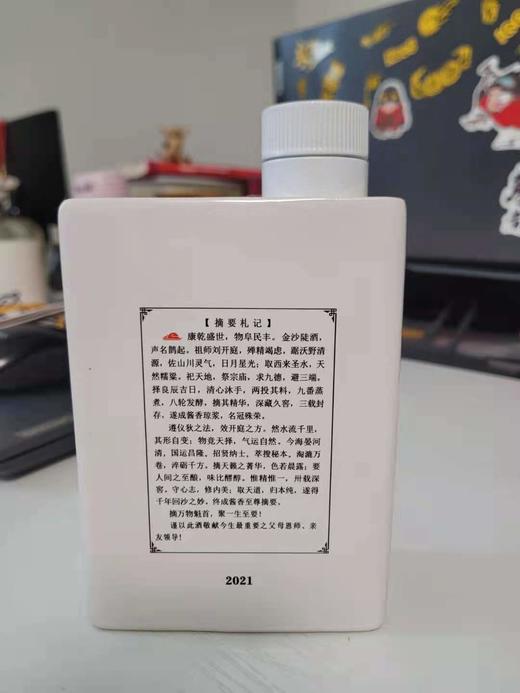 【摘要札记】
康乾盛世，物阜民丰。金沙陡酒，
声名鹊起。祖师刘开庭，殚精竭虑，踞沃野清
源，佐山川灵气，日月星光；取西来圣水，天
然糯粱。祀天地，祭宗庙，求九德，避三端，
择良辰吉日，清心沐手，两投其料，九番蒸
煮，八轮发酵，摘其精华，深藏久窖，三载封
存，遂成酱香琼浆，名冠殊荣。
遵仪狄之法，效开庭之方。然水流千里，
其形自变；物竞天择，气运自然。今海晏河
清，国运昌隆，招贤纳士，萃搜秘本，淘漉万
卷，淬砺千方。摘天籁之菁华，色若晨露；要
人间之至酿，味比醪醇。惟精惟一，卅载深
窖，守心志，修内美；取天道，归本纯，遂得
千年回沙之妙。终成酱香至尊摘要。
摘万物魁首，聚一生至要！
谨以此酒敬献今生最重要之父母恩师、亲
友领导！
2021